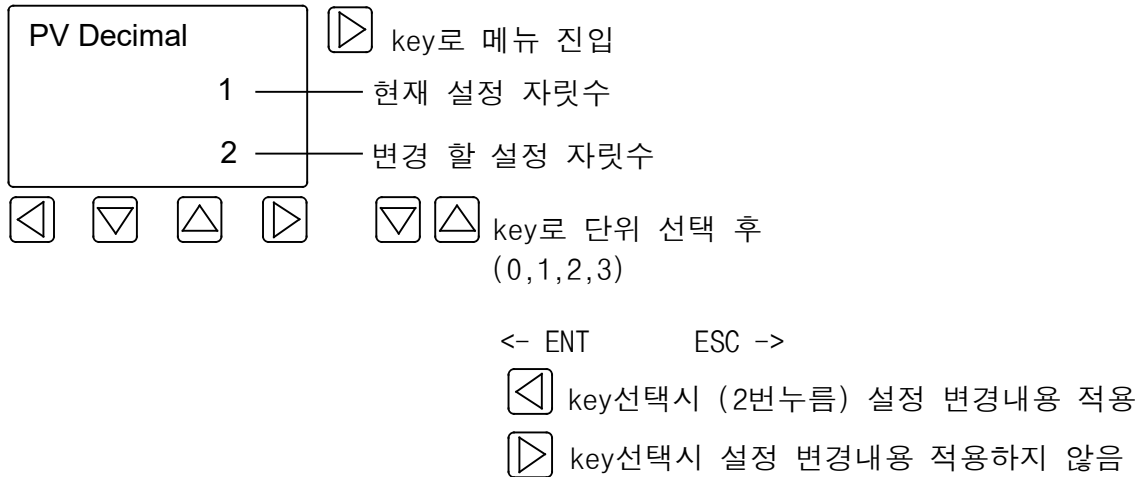 PV Decimal
key로 메뉴 진입
1
현재 설정 자릿수
2
변경 할 설정 자릿수
key로 단위 선택 후
(0,1,2,3)
<- ENT ESC ->
key선택시 (2번누름) 설정 변경내용 적용
key선택시 설정 변경내용 적용하지 않음